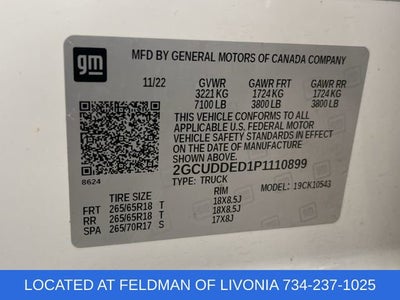 gm
MFD BY GENERAL MOTORS OF CANADA COMPANY
11/22 GVWR GAWR FRT GAWR RR
3221 KG 1724 KG 1724 KG
7100 LB 3800 LB 3800 LB
THIS VEHICLE CONFORMS TO ALL
APPLICABLE U.S. FEDERAL MOTOR
VEHICLE SAFETY STANDARDS IN
EFFECT ON THE DATE OF
MANUFACTURE SHOWN ABOVE.
2GCUDDED1P1110899
8624 TYPE: TRUCK MODEL: 19CK10543
TIRE SIZE RIM
FRT 265/65R18 T 18X8.5J
RR 265/65R18 T 18X8.5J
SPA 265/70R17 S 17X8J
LOCATED AT FELDMAN OF LIVONIA 734-237-1025